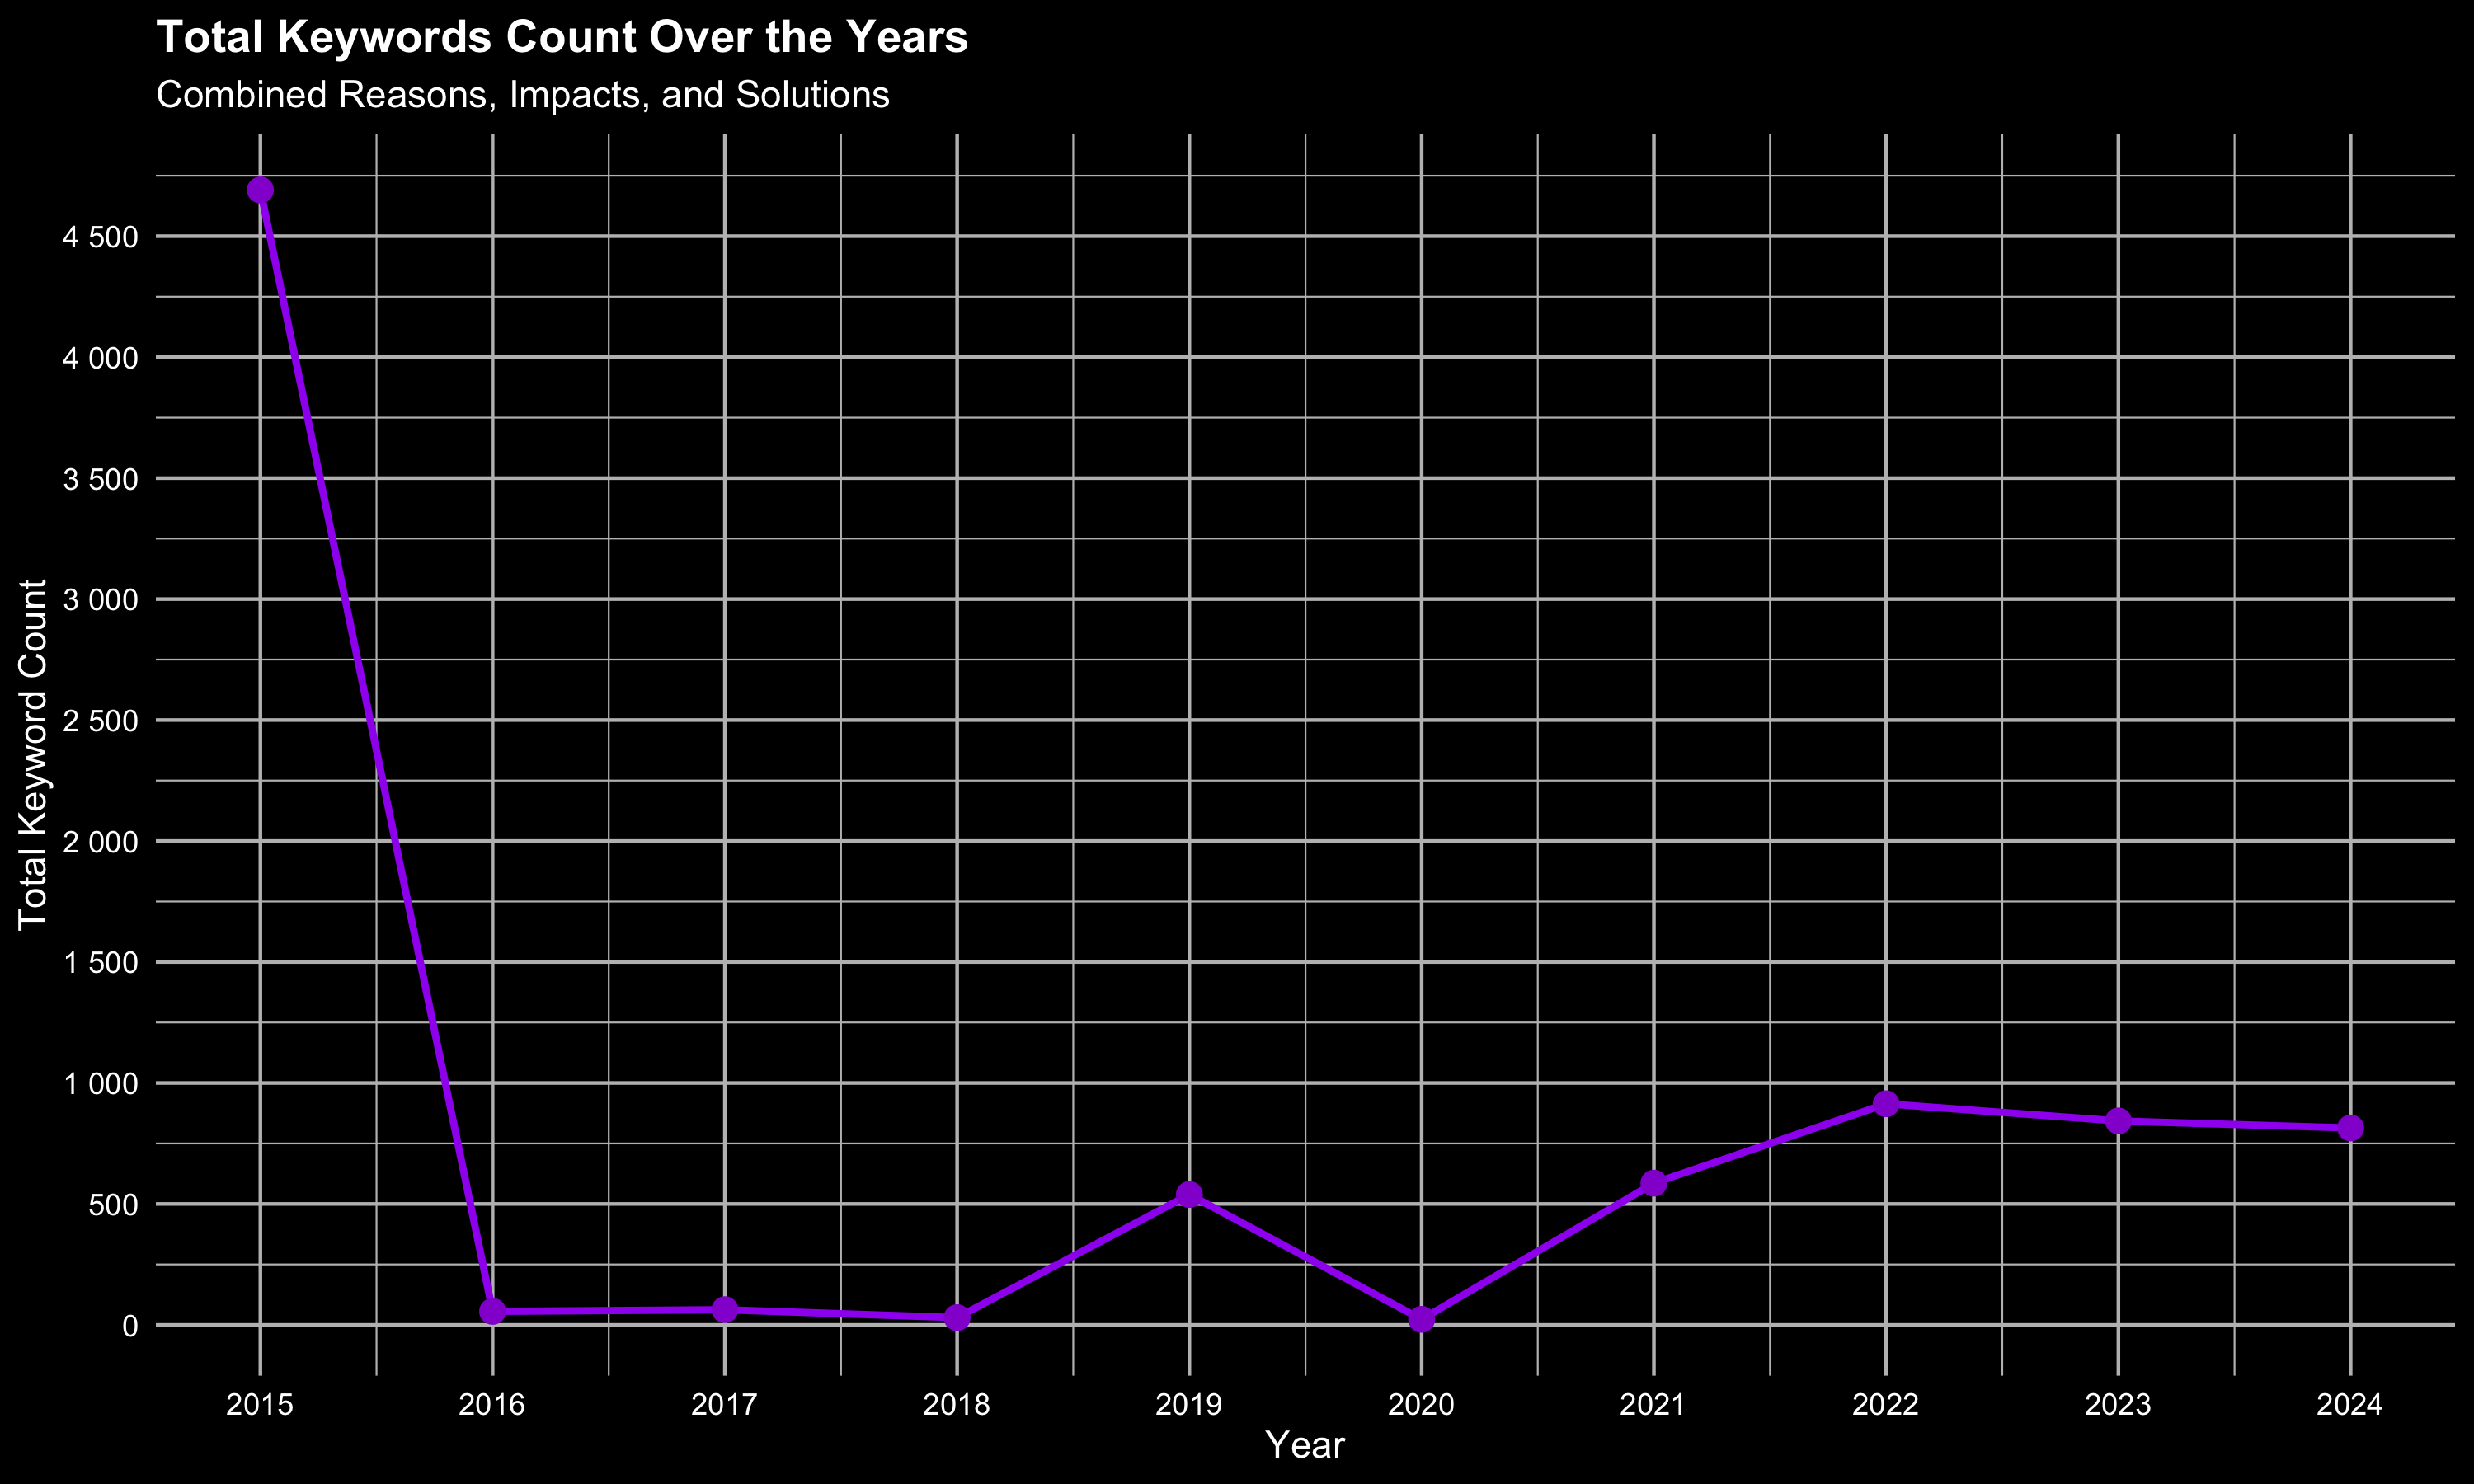 Total Keywords Count Over the Years
Combined Reasons, Impacts, and Solutions
Total Keyword Count
4 500
4 000
3 500
3 000
2 500
2 000
1 500
1 000
500
0
2015 2016 2017 2018 2019 2020 2021 2022 2023 2024
Year